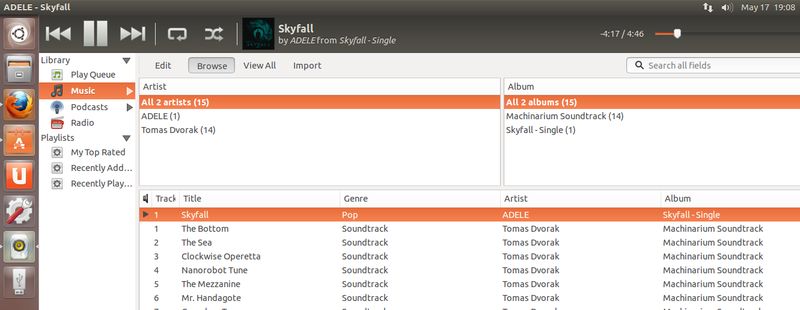 ADELE - Skyfall
May 17 19:08
Skyfall
by ADELE from Skyfall - Single
-4:17 / 4:46
Library
Play Queue
Music
Podcasts
Radio
Playlists
My Top Rated
Recently Add...
Recently Play...
Edit Browse View All Import
Search all fields
Artist
All 2 artists (15)
ADELE (1)
Tomas Dvorak (14)
Album
All 2 albums (15)
Machinarium Soundtrack (14)
Skyfall - Single (1)
Track Title Genre Artist Album
1 Skyfall Pop ADELE Skyfall - Single
1 The Bottom Soundtrack Tomas Dvorak Machinarium Soundtrack
2 The Sea Soundtrack Tomas Dvorak Machinarium Soundtrack
3 Clockwise Operetta Soundtrack Tomas Dvorak Machinarium Soundtrack
4 Nanorobot Tune Soundtrack Tomas Dvorak Machinarium Soundtrack
5 The Mezzanine Soundtrack Tomas Dvorak Machinarium Soundtrack
6 Mr. Handagote Soundtrack Tomas Dvorak Machinarium Soundtrack